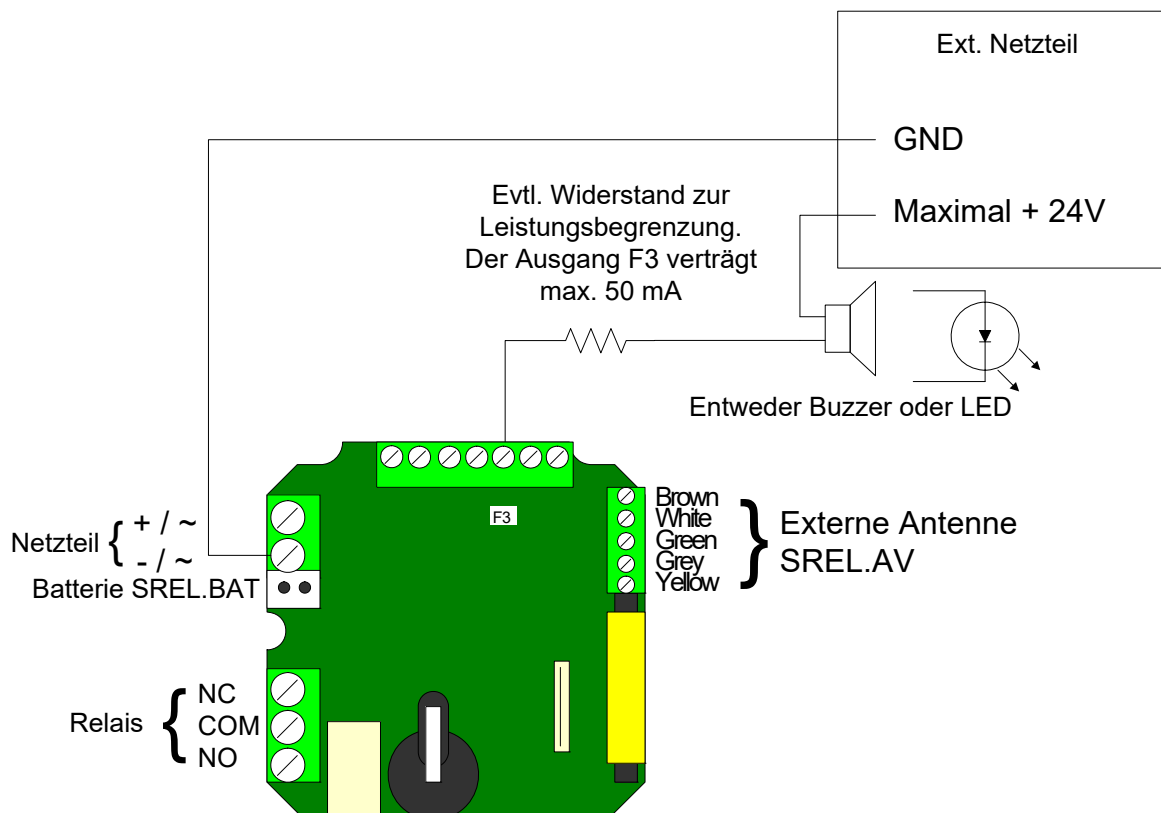 Ext. Netzteil
GND
Maximal + 24V
Evtl. Widerstand zur
Leistungsbegrenzung.
Der Ausgang F3 verträgt
max. 50 mA
Entweder Buzzer oder LED
F3
Netzteil { + / ~
- / ~
Batterie SREL.BAT
Brown
White
Green
Grey
Yellow
} Externe Antenne
SREL.AV
Relais { NC
COM
NO